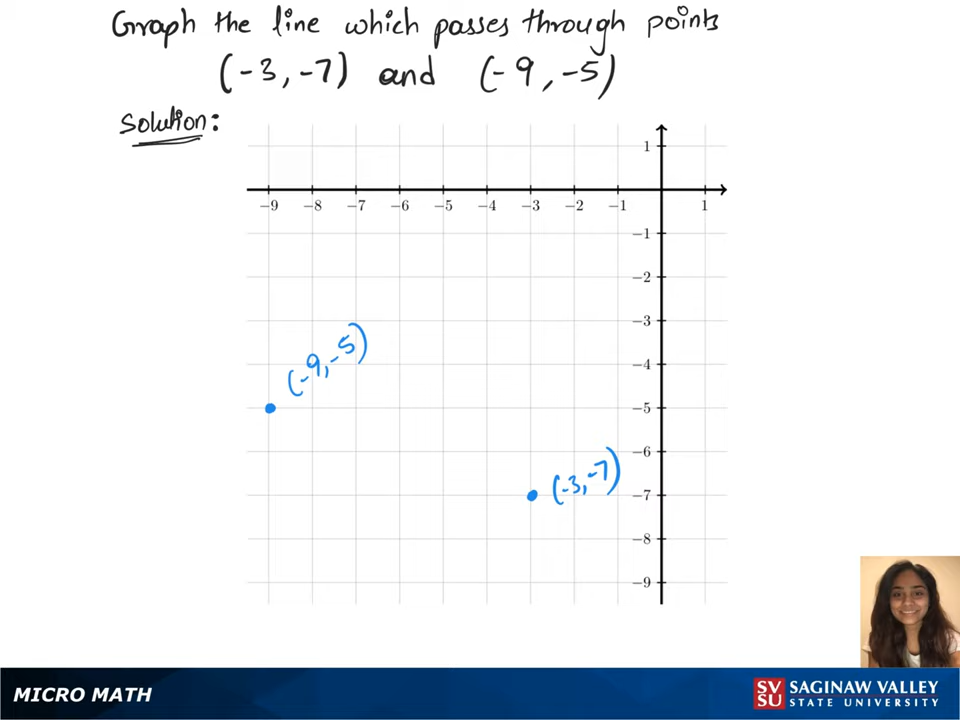 Graph the line which passes through points
(-3, -7) and (-9, -5)
Solution:
1
−9 −8 −7 −6 −5 −4 −3 −2 −1 1
−1
−2
−3
(-9, -5)
−4
−5
−6
(-3, -7)
−7
−8
−9
MICRO MATH
SV
SU
SAGINAW VALLEY
STATE UNIVERSITY